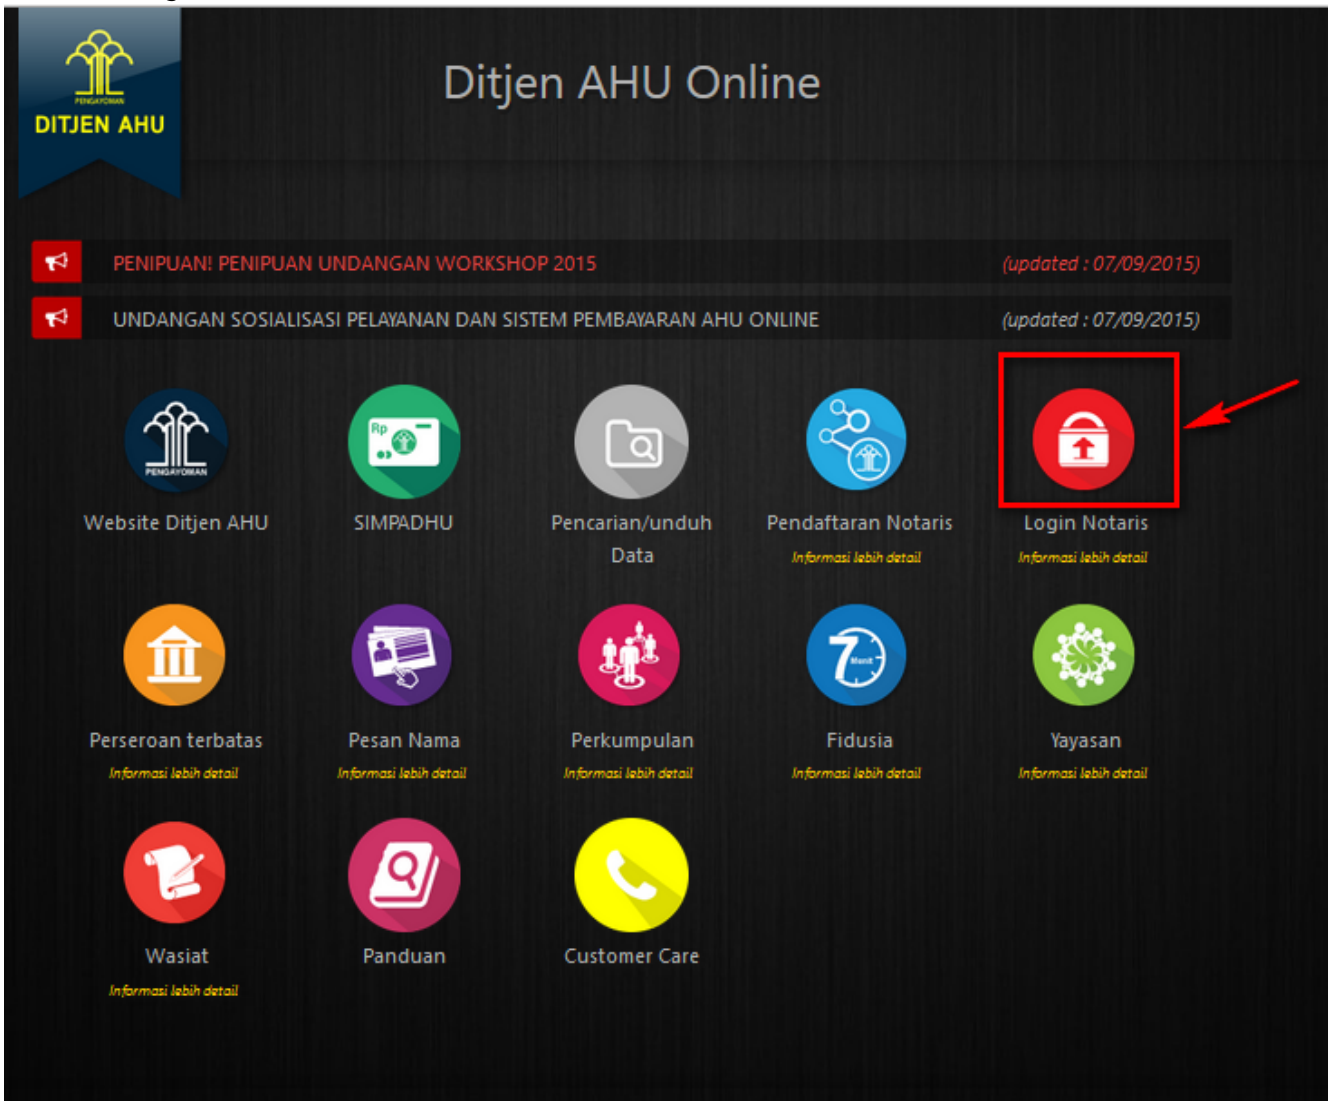 PENGAYOMAN
DITJEN AHU
Ditjen AHU Online
PENIPUAN! PENIPUAN UNDANGAN WORKSHOP 2015 (updated : 07/09/2015)
UNDANGAN SOSIALISASI PELAYANAN DAN SISTEM PEMBAYARAN AHU ONLINE (updated : 07/09/2015)
PENGAYOMAN
Rp
Website Ditjen AHU
SIMPADHU
Pencarian/unduh
Data
Pendaftaran Notaris
Informasi lebih detail
Login Notaris
Informasi lebih detail
7 Menit
Perseroan terbatas
Informasi lebih detail
Pesan Nama
Informasi lebih detail
Perkumpulan
Informasi lebih detail
Fidusia
Informasi lebih detail
Yayasan
Informasi lebih detail
Wasiat
Informasi lebih detail
Panduan
Customer Care